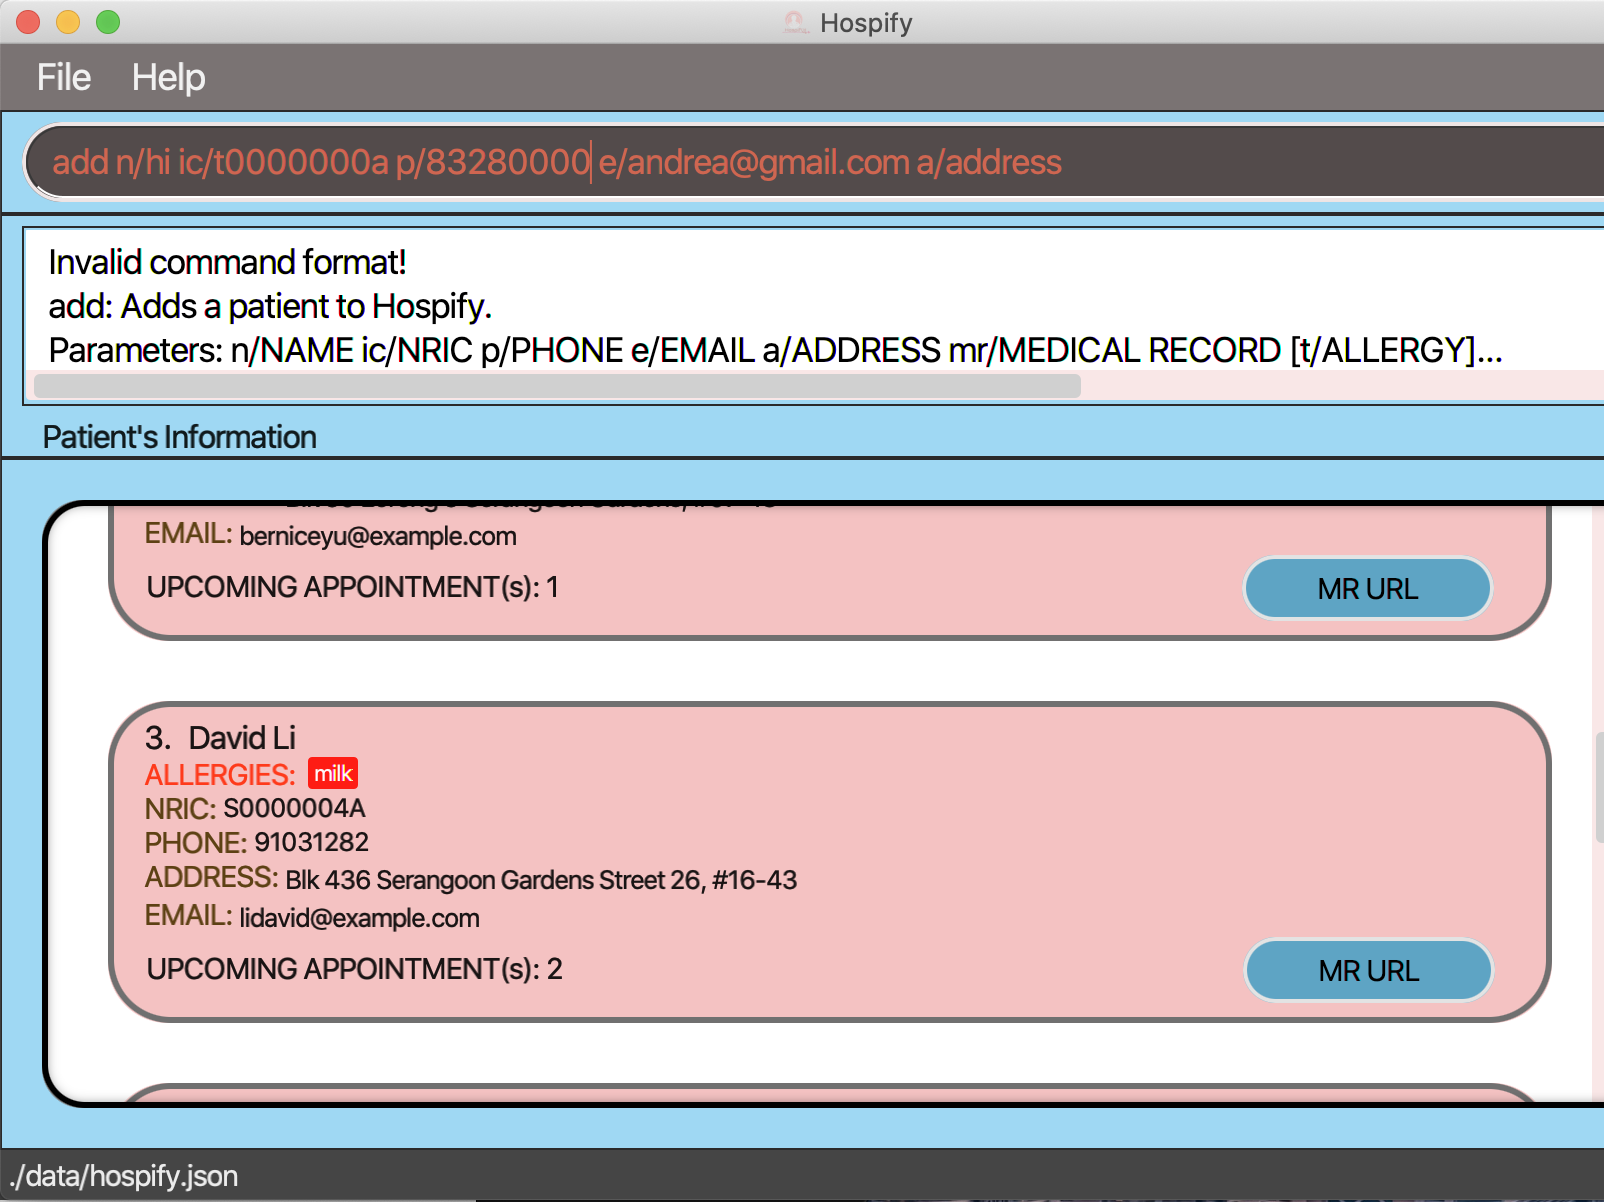 Hospify
File Help
add n/hi ic/t0000000a p/83280000 e/andrea@gmail.com a/address
Invalid command format!
add: Adds a patient to Hospify.
Parameters: n/NAME ic/NRIC p/PHONE e/EMAIL a/ADDRESS mr/MEDICAL RECORD [t/ALLERGY]...
Patient's Information
EMAIL: berniceyu@example.com
UPCOMING APPOINTMENT(s): 1
MR URL
3. David Li
ALLERGIES: milk
NRIC: S0000004A
PHONE: 91031282
ADDRESS: Blk 436 Serangoon Gardens Street 26, #16-43
EMAIL: lidavid@example.com
UPCOMING APPOINTMENT(s): 2
MR URL
./data/hospify.json